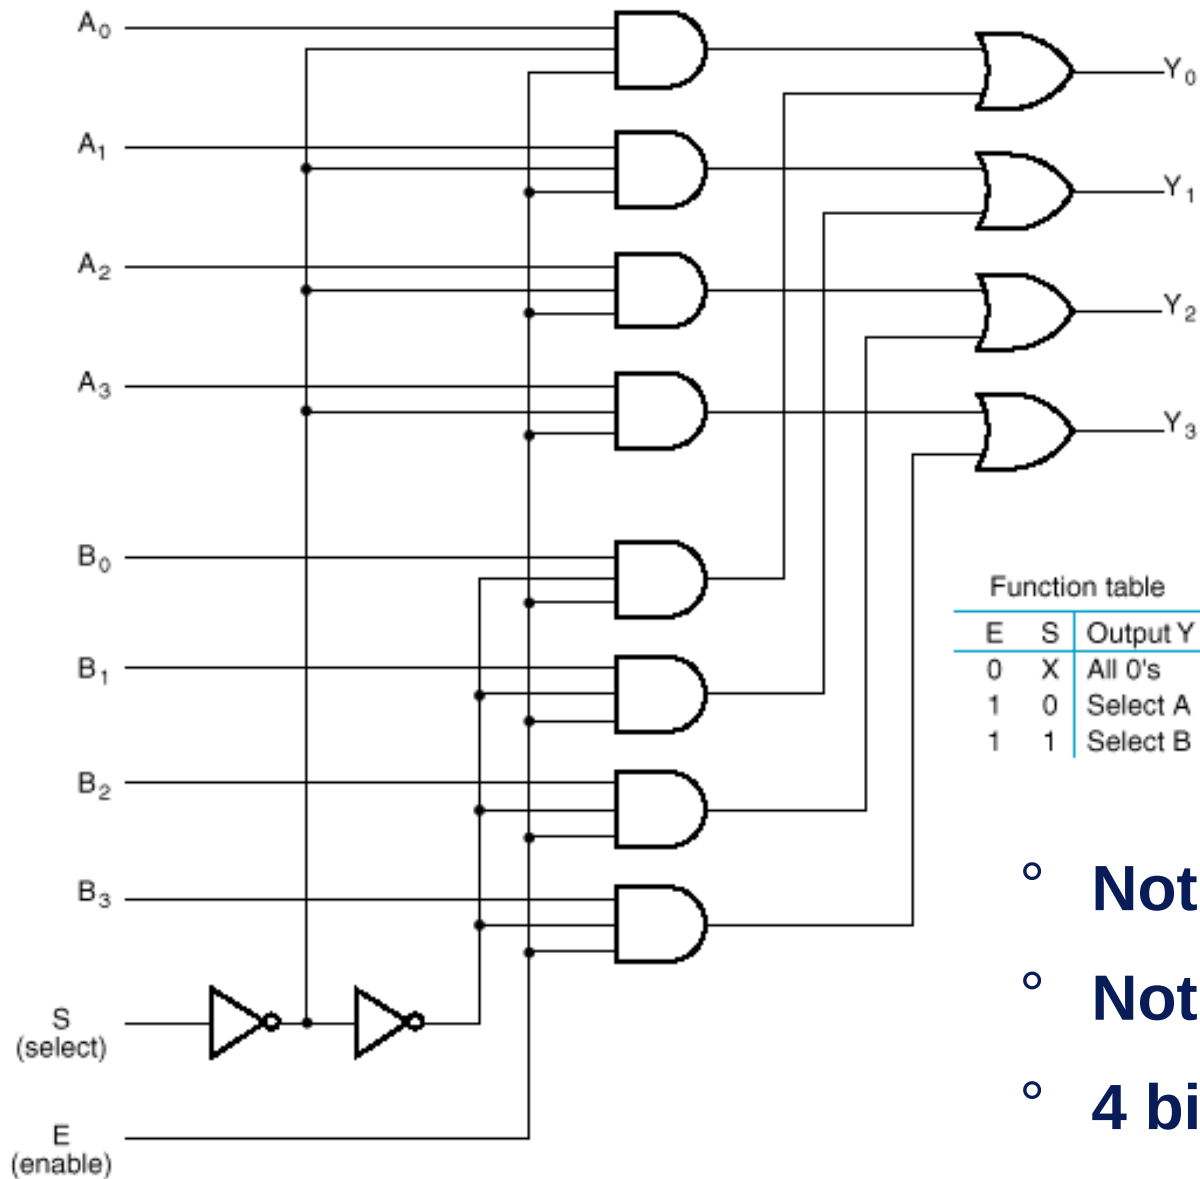 A0
Y0
A1
Y1
A2
Y2
A3
Y3
B0
Function table
E S Output Y
0 X All 0's
1 0 Select A
1 1 Select B
B1
B2
B3
° Not
° Not
° 4 bi
S
(select)
E
(enable)